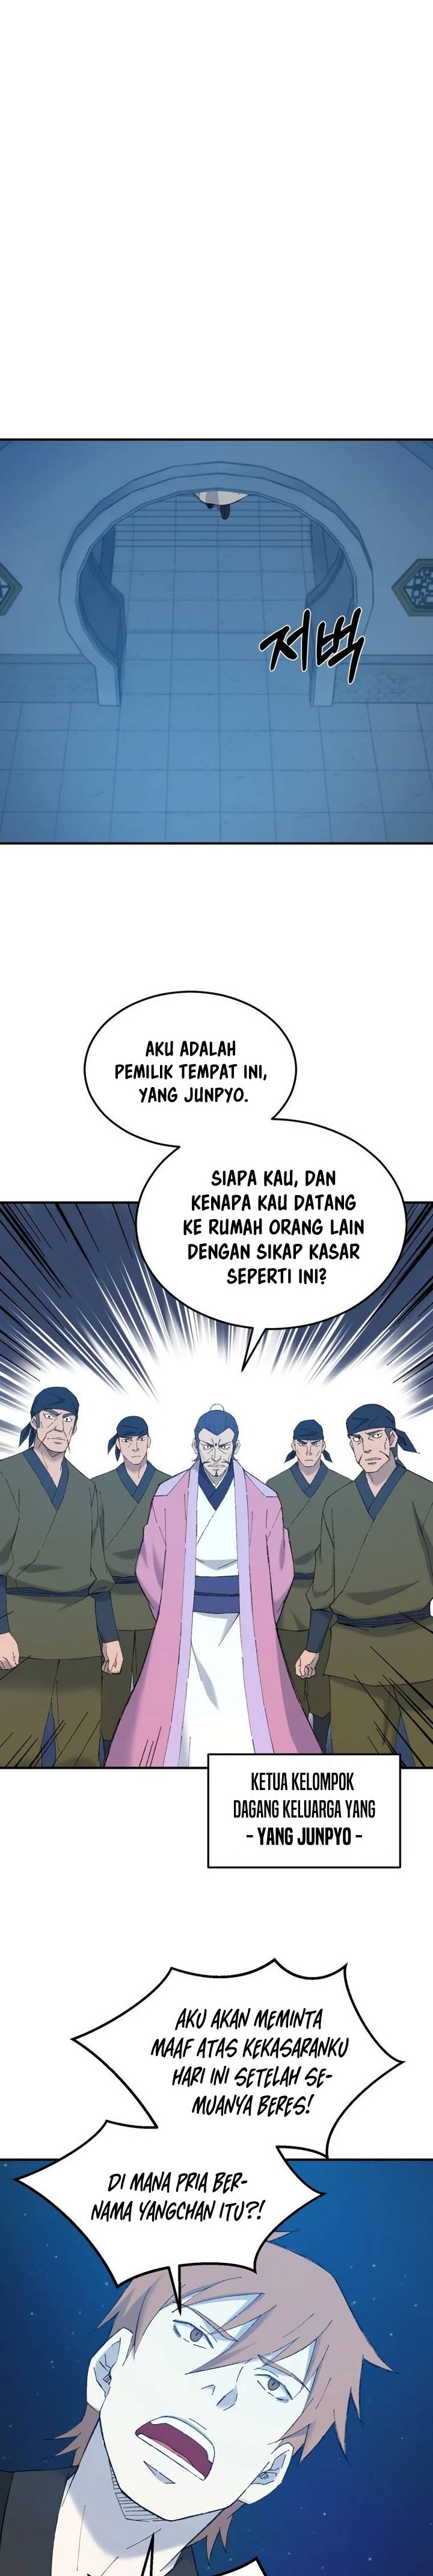 저벅
AKU ADALAH
PEMILIK TEMPAT INI,
YANG JUNPYO.
SIAPA KAU, DAN
KENAPA KAU DATANG
KE RUMAH ORANG LAIN
DENGAN SIKAP KASAR
SEPERTI INI?
KETUA KELOMPOK
DAGANG KELUARGA YANG
- YANG JUNPYO -
AKU AKAN MEMINTA
MAAF ATAS KEKASARANKU
HARI INI SETELAH SE-
MUANYA BERES!
DI MANA PRIA BER-
NAMA YANGCHAN ITU?!